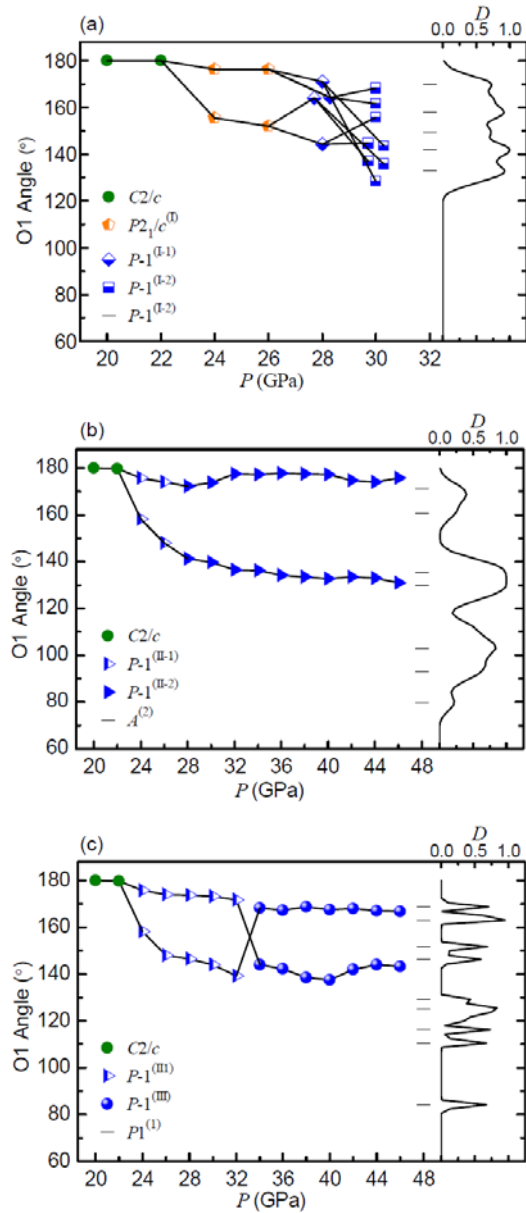 (a)
D
0.0 0.5 1.0
180
160
140
120
100
80
60
O1 Angle (°)
C2/c
P2₁/c⁽ᴵ⁾
P-1⁽ᴵ⁻¹⁾
P-1⁽ᴵ⁻²⁾
P-1⁽ᴵ⁻²⁾
20 22 24 26 28 30 32
P (GPa)
(b)
D
0.0 0.5 1.0
180
160
140
120
100
80
60
O1 Angle (°)
C2/c
P-1⁽ᴵᴵ⁻¹⁾
P-1⁽ᴵᴵ⁻²⁾
A⁽²⁾
20 24 28 32 36 40 44 48
P (GPa)
(c)
D
0.0 0.5 1.0
180
160
140
120
100
80
60
O1 Angle (°)
C2/c
P-1⁽ᴵᴵ¹⁾
P-1⁽ᴵᴵᴵ⁾
P1⁽¹⁾
20 24 28 32 36 40 44 48
P (GPa)